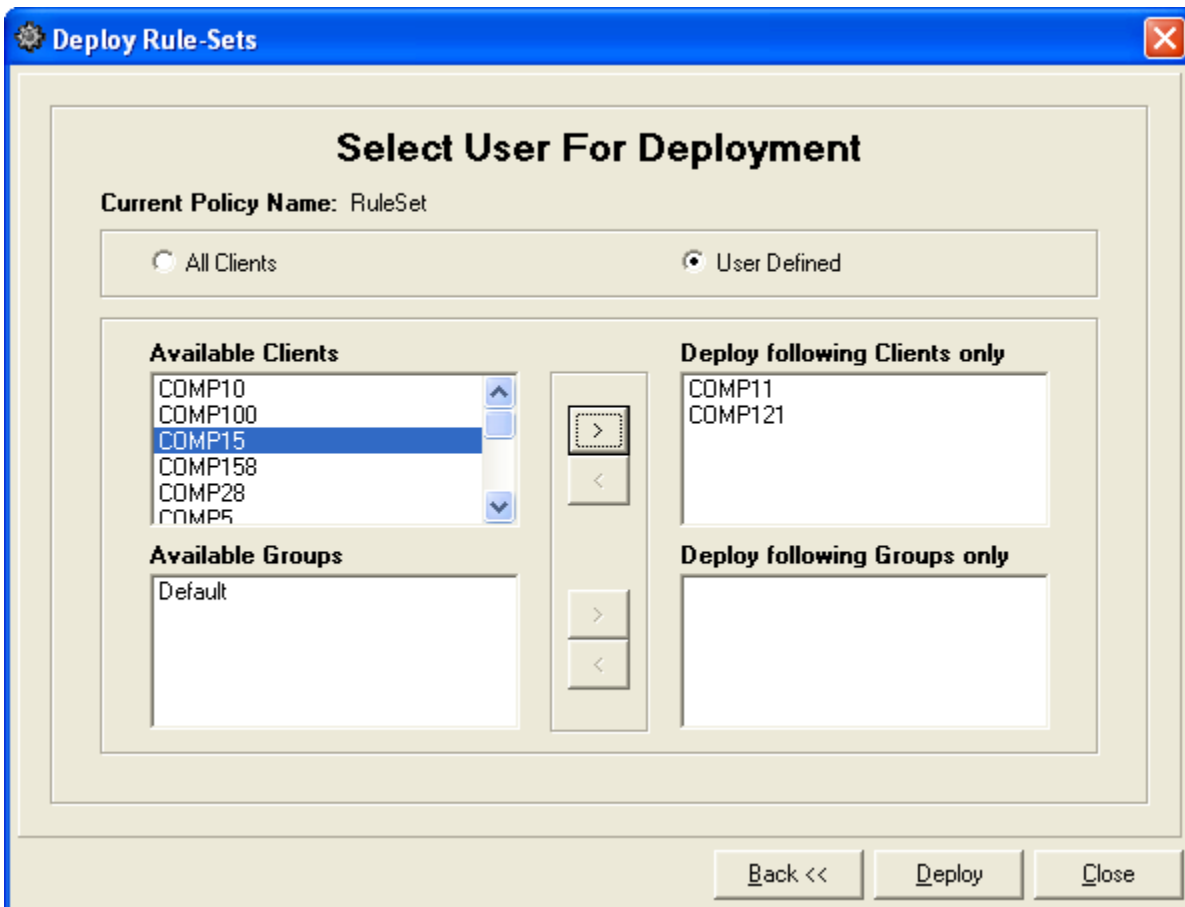 Deploy Rule-Sets
Select User For Deployment
Current Policy Name: RuleSet
All Clients
User Defined
Available Clients
COMP10
COMP100
COMP15
COMP158
COMP28
COMP5
>
<
Deploy following Clients only
COMP11
COMP121
Available Groups
Default
>
<
Deploy following Groups only
Back <<
Deploy
Close